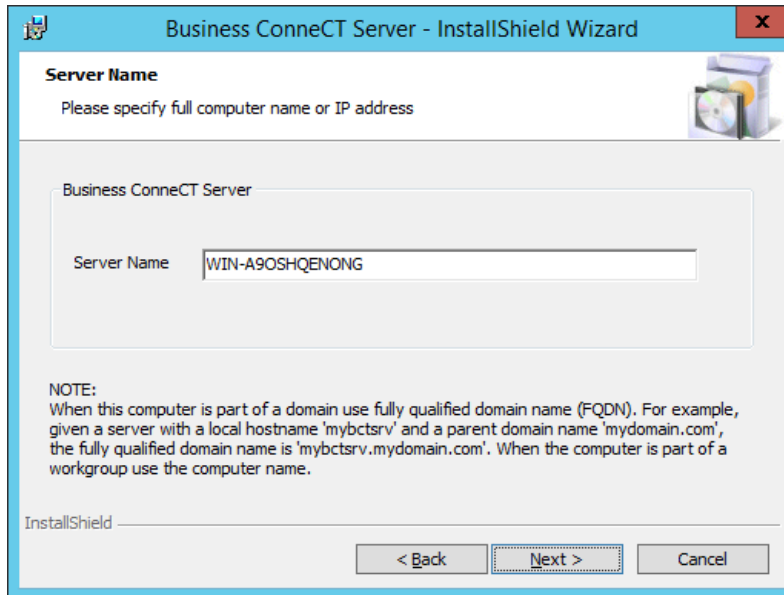 Business ConneCT Server - InstallShield Wizard
x
Server Name
Please specify full computer name or IP address
Business ConneCT Server
Server Name
WIN-A9OSHQENONG
NOTE:
When this computer is part of a domain use fully qualified domain name (FQDN). For example,
given a server with a local hostname 'mybctsrv' and a parent domain name 'mydomain.com',
the fully qualified domain name is 'mybctsrv.mydomain.com'. When the computer is part of a
workgroup use the computer name.
InstallShield
< Back
Next >
Cancel